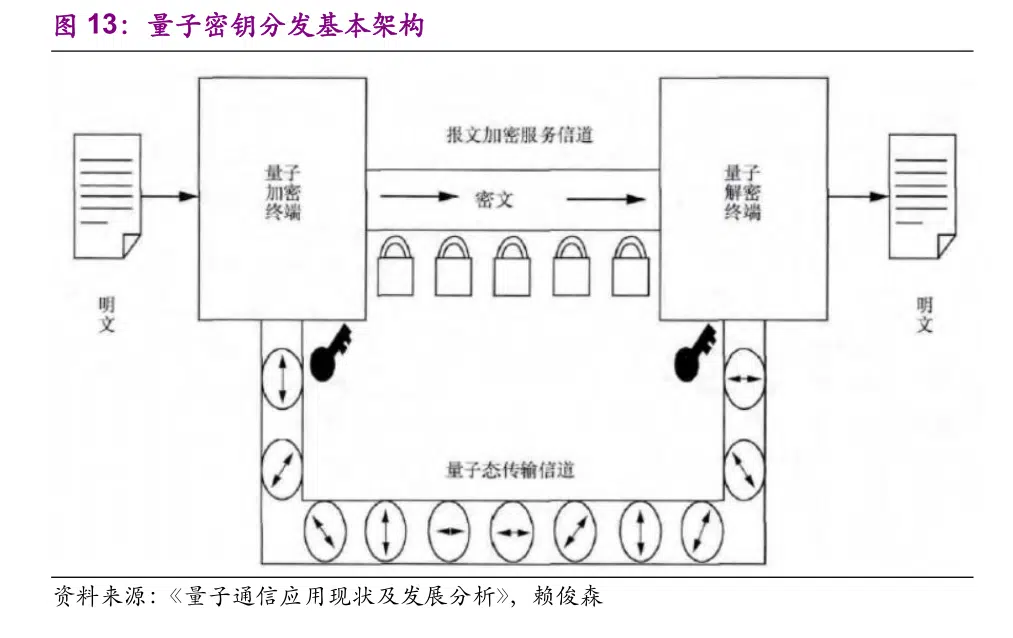 图 13：量子密钥分发基本架构
报文加密服务信道
量子
加密
终端
密文
量子
解密
终端
明
文
明
文
量子态传输信道
资料来源：《量子通信应用现状及发展分析》，赖俊森